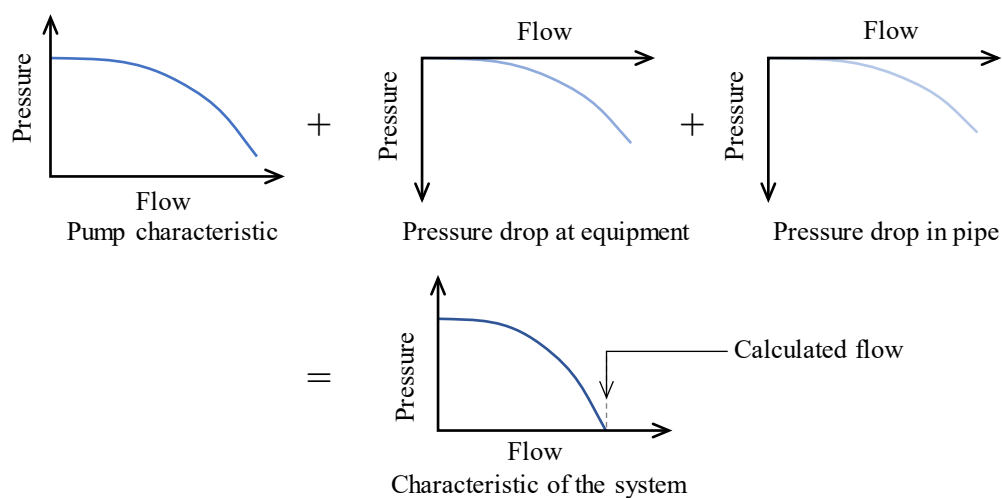 Pressure
Flow
Pump characteristic
+
Flow
Pressure
Pressure drop at equipment
+
Flow
Pressure
Pressure drop in pipe
=
Pressure
Flow
Calculated flow
Characteristic of the system